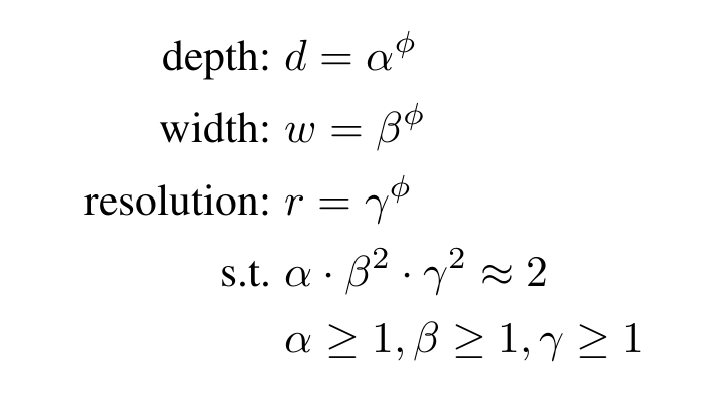 depth: d = α^ϕ
width: w = β^ϕ
resolution: r = γ^ϕ
s.t. α · β² · γ² ≈ 2
α ≥ 1, β ≥ 1, γ ≥ 1